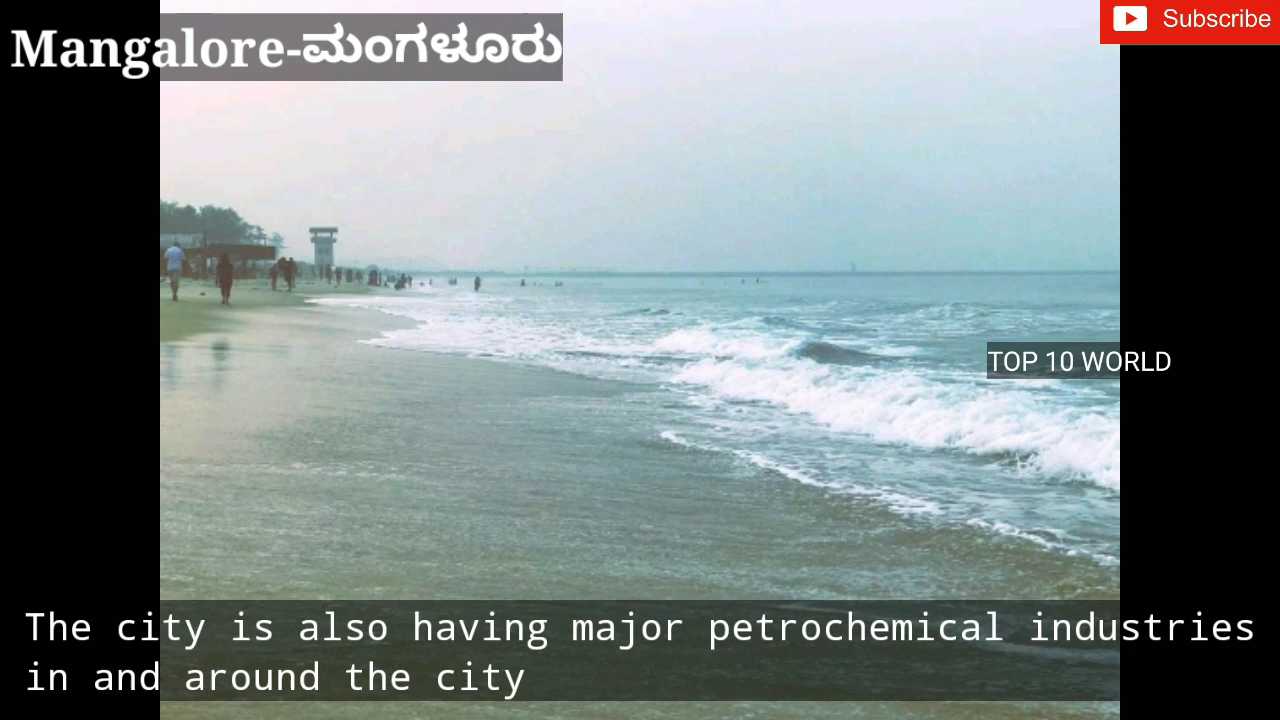 Mangalore-ಮಂಗಳೂರು
Subscribe
TOP 10 WORLD
The city is also having major petrochemical industries
in and around the city